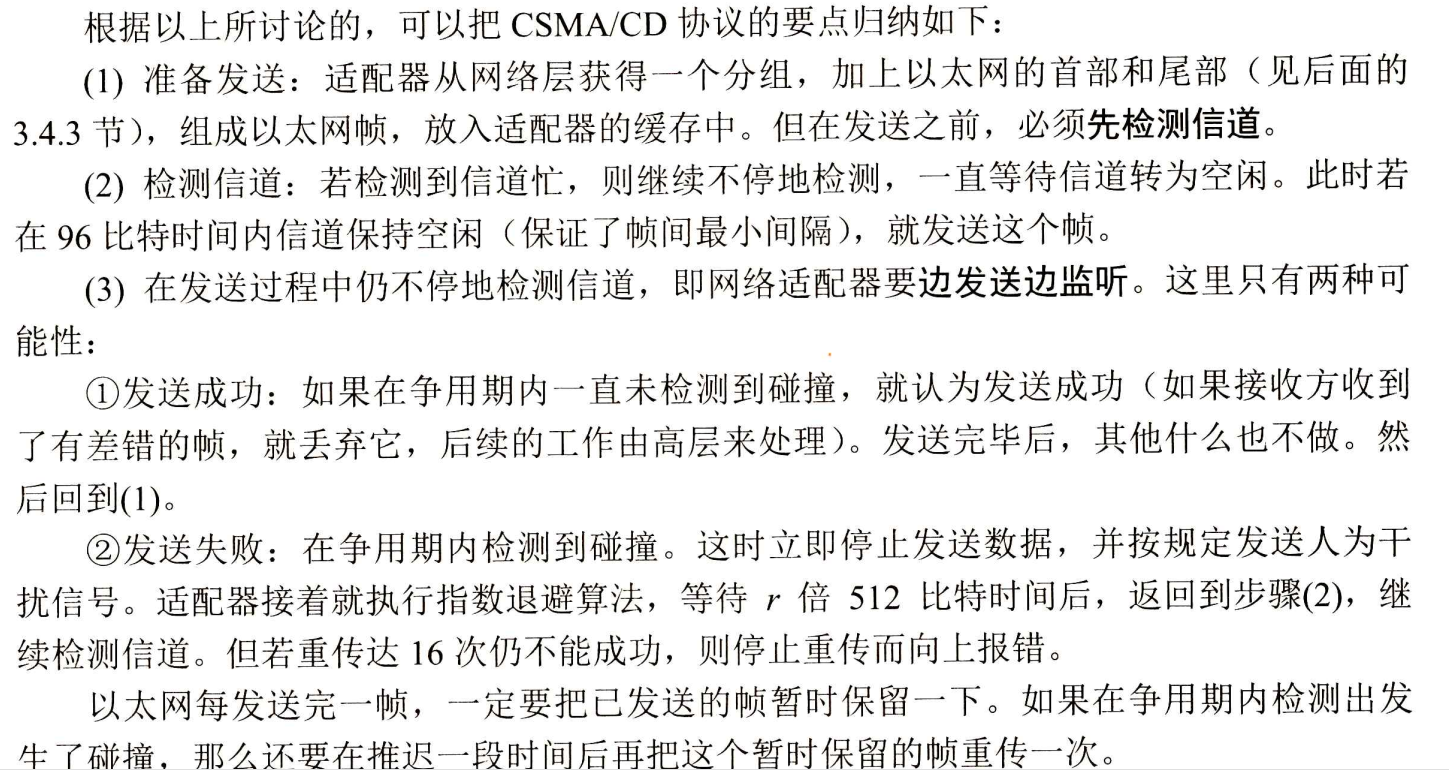 根据以上所讨论的，可以把 CSMA/CD 协议的要点归纳如下：
(1) 准备发送：适配器从网络层获得一个分组，加上以太网的首部和尾部（见后面的
3.4.3 节），组成以太网帧，放入适配器的缓存中。但在发送之前，必须先检测信道。
(2) 检测信道：若检测到信道忙，则继续不停地检测，一直等待信道转为空闲。此时若
在 96 比特时间内信道保持空闲（保证了帧间最小间隔），就发送这个帧。
(3) 在发送过程中仍不停地检测信道，即网络适配器要边发送边监听。这里只有两种可
能性：
①发送成功：如果在争用期内一直未检测到碰撞，就认为发送成功（如果接收方收到
了有差错的帧，就丢弃它，后续的工作由高层来处理）。发送完毕后，其他什么也不做。然
后回到(1)。
②发送失败：在争用期内检测到碰撞。这时立即停止发送数据，并按规定发送人为干
扰信号。适配器接着就执行指数退避算法，等待 r 倍 512 比特时间后，返回到步骤(2)，继
续检测信道。但若重传达 16 次仍不能成功，则停止重传而向上报错。
以太网每发送完一帧，一定要把已发送的帧暂时保留一下。如果在争用期内检测出发
生了碰撞，那么还要在推迟一段时间后再把这个暂时保留的帧重传一次。